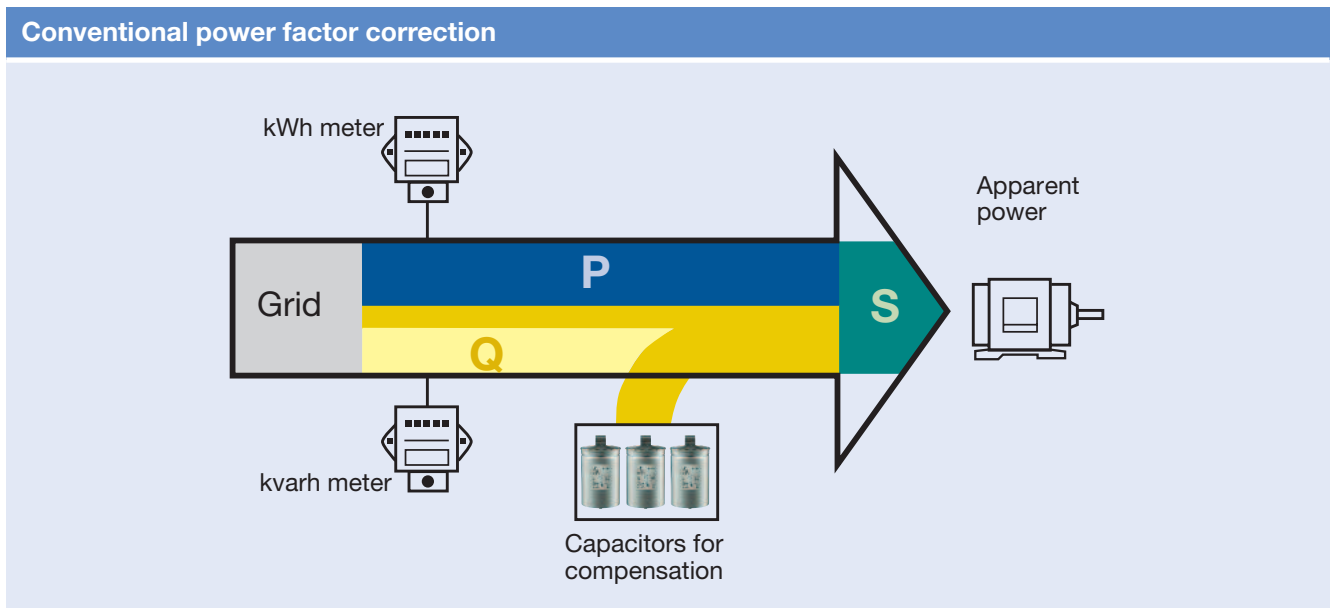 Conventional power factor correction
kWh meter
Apparent
power
P
Grid
S
Q
kvarh meter
Capacitors for
compensation